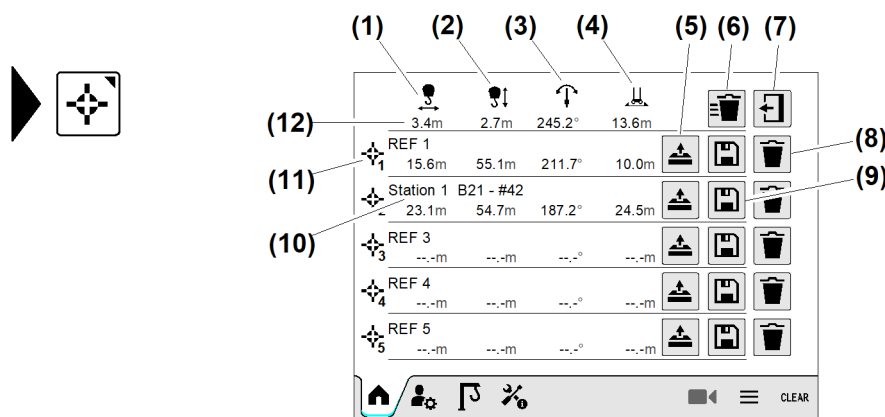 (1) (2) (3) (4) (5) (6) (7)
(12) 3.4m 2.7m 245.2° 13.6m
REF 1 (8)
(11) 1 15.6m 55.1m 211.7° 10.0m
Station 1 B21 - #42 (9)
(10) 2 23.1m 54.7m 187.2° 24.5m
REF 3
3 --.-m --.-m --.-° --.-m
REF 4
4 --.-m --.-m --.-° --.-m
REF 5
5 --.-m --.-m --.-° --.-m
CLEAR